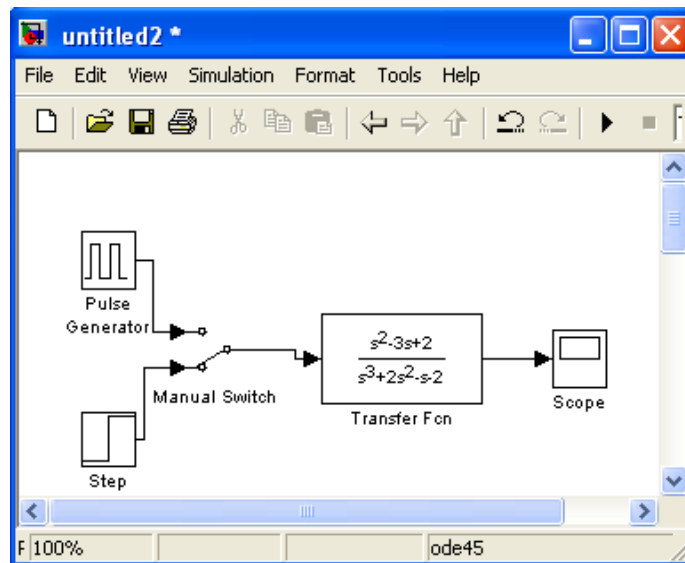 untitled2 *
File Edit View Simulation Format Tools Help
Pulse
Generator
Manual Switch
s²-3s+2
s³+2s²-s-2
Transfer Fcn
Scope
Step
F 100% ode45